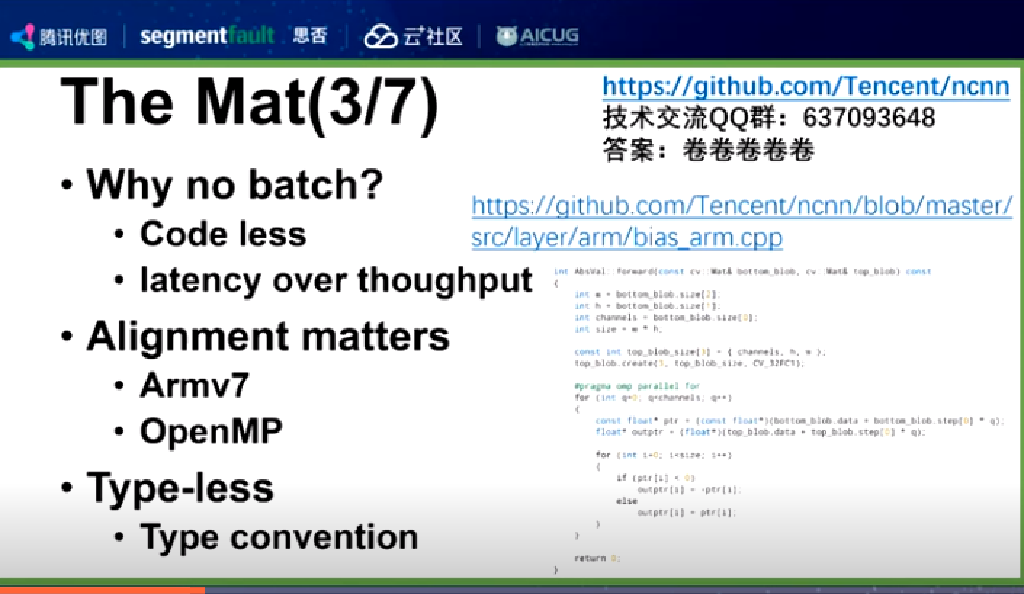 腾讯优图 segmentfault 思否 云+社区 AICUG
The Mat(3/7)
https://github.com/Tencent/ncnn
技术交流QQ群：637093648
答案：卷卷卷卷卷
• Why no batch?
• Code less
• latency over thoughput
• Alignment matters
• Armv7
• OpenMP
• Type-less
• Type convention
https://github.com/Tencent/ncnn/blob/master/
src/layer/arm/bias_arm.cpp
int AbsVal::forward(const cv::Mat& bottom_blob, cv::Mat& top_blob) const
{
int w = bottom_blob.size[2];
int h = bottom_blob.size[1];
int channels = bottom_blob.size[0];
int size = w * h;
const int top_blob_size[3] = { channels, h, w };
top_blob.create(3, top_blob_size, CV_32FC1);
#pragma omp parallel for
for (int q=0; q<channels; q++)
{
const float* ptr = (const float*)(bottom_blob.data + bottom_blob.step[0] * q);
float* outptr = (float*)(top_blob.data + top_blob.step[0] * q);
for (int i=0; i<size; i++)
{
if (ptr[i] < 0)
outptr[i] = -ptr[i];
else
outptr[i] = ptr[i];
}
}
return 0;
}